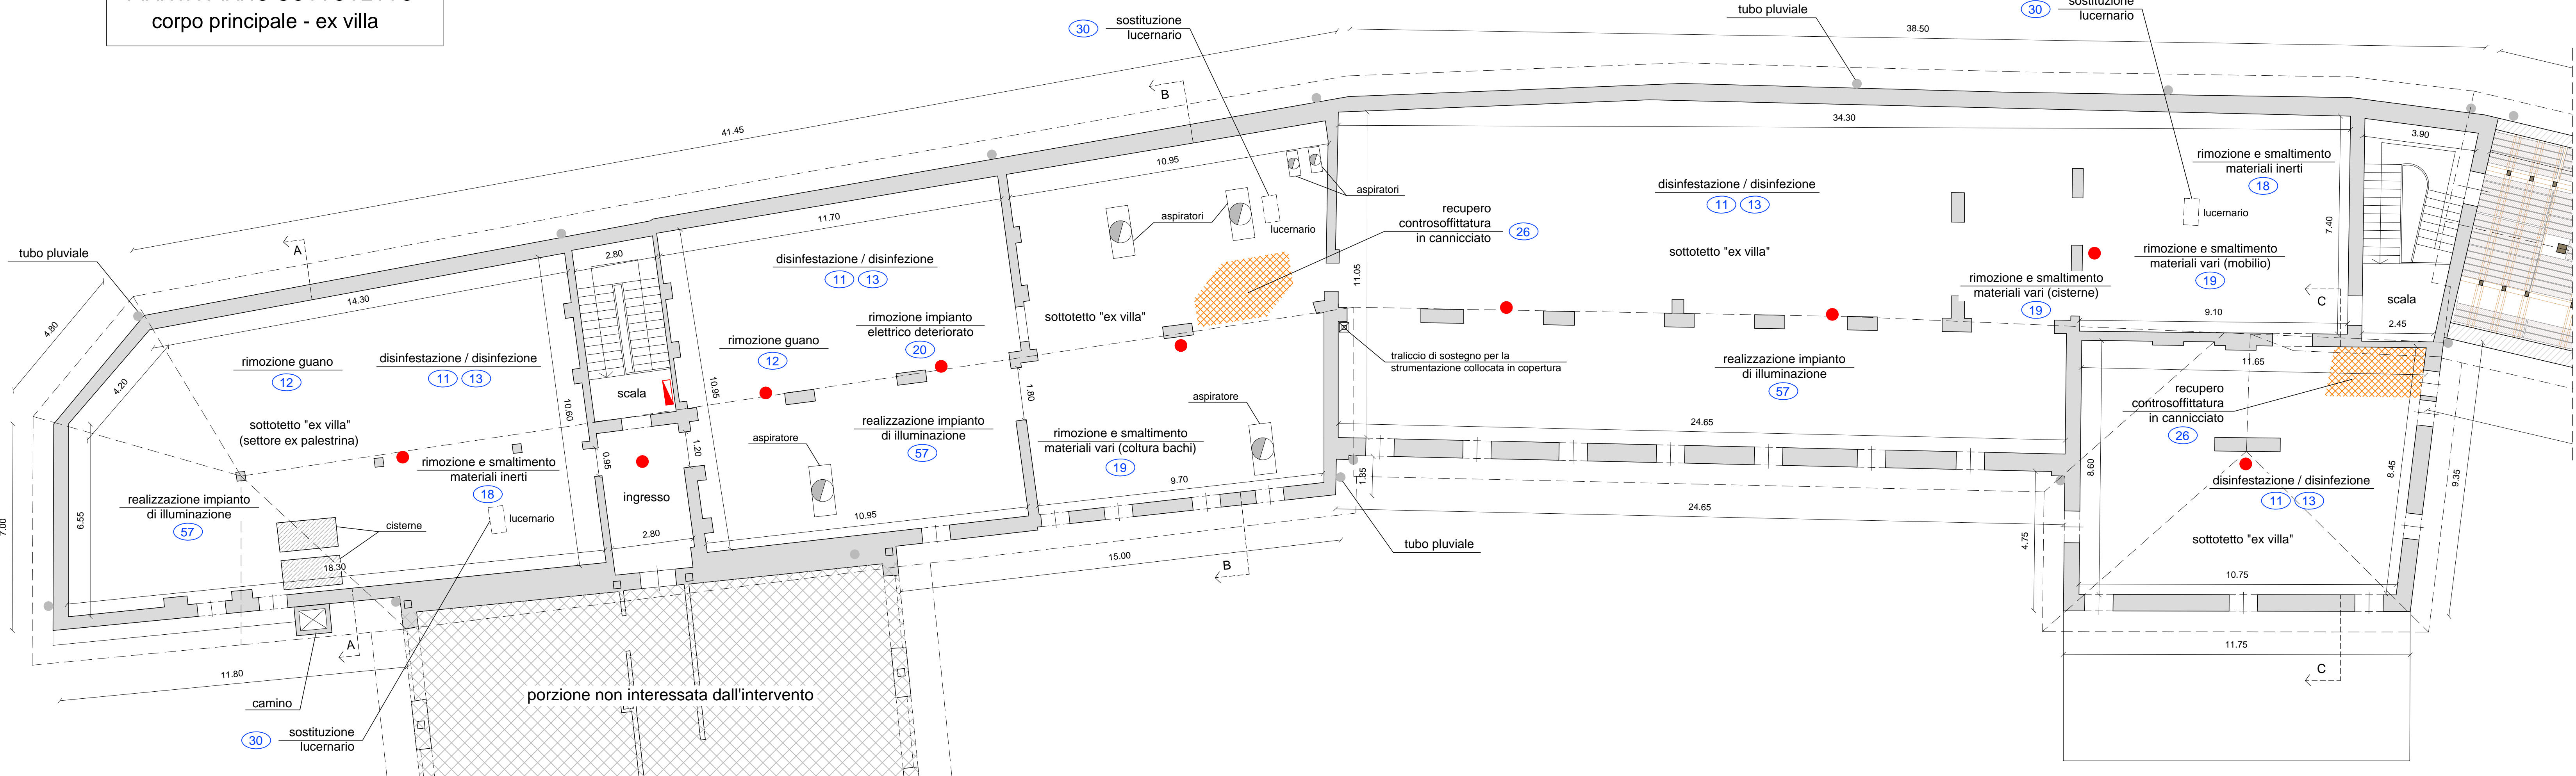 corpo principale - ex villa
30
sostituzione
lucernario
tubo pluviale
30
sostituzione
lucernario
38.50
41.45
B
34.30
3.90
10.95
aspiratori
aspiratori
lucernario
recupero
controsoffittatura
in cannicciato
26
disinfestazione / disinfezione
11
13
sottotetto "ex villa"
rimozione e smaltimento
materiali inerti
18
lucernario
7.40
rimozione e smaltimento
materiali vari (mobilio)
19
rimozione e smaltimento
materiali vari (cisterne)
19
C
scala
9.10
2.45
11.05
tubo pluviale
A
2.80
11.70
disinfestazione / disinfezione
11
13
14.30
4.80
4.20
rimozione guano
12
disinfestazione / disinfezione
11
13
10.60
scala
10.95
rimozione guano
12
rimozione impianto
elettrico deteriorato
20
sottotetto "ex villa"
1.80
traliccio di sostegno per la
strumentazione collocata in copertura
realizzazione impianto
di illuminazione
57
24.65
11.65
recupero
controsoffittatura
in cannicciato
26
sottotetto "ex villa"
(settore ex palestrina)
rimozione e smaltimento
materiali inerti
18
0.95
1.20
ingresso
aspiratore
realizzazione impianto
di illuminazione
57
rimozione e smaltimento
materiali vari (coltura bachi)
19
aspiratore
9.70
1.35
24.65
8.60
8.45
9.35
disinfestazione / disinfezione
11
13
sottotetto "ex villa"
7.00
6.55
realizzazione impianto
di illuminazione
57
cisterne
lucernario
18.30
2.80
10.95
15.00
B
tubo pluviale
4.75
10.75
11.75
C
11.80
A
camino
30
sostituzione
lucernario
porzione non interessata dall'intervento